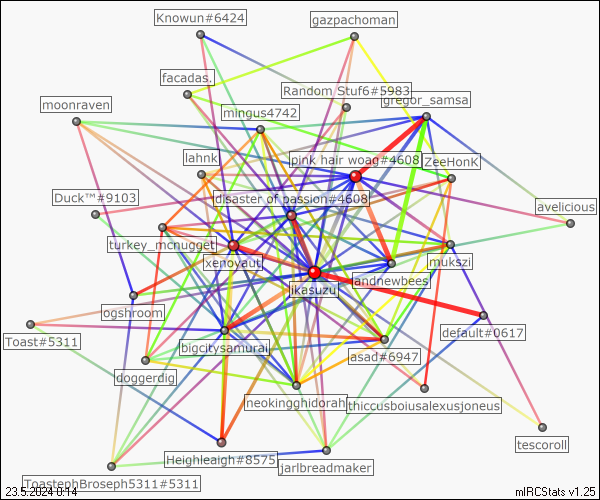 Knowun#6424
gazpachoman
facadas.
Random_Stuf6#5983
gregor_samsa
moonraven
mingus4742
lahnk
pink hair woag#4608
ZeeHonK
Duck™#9103
disaster of passion#4608
avelicious
turkey_mcnugget
xenoyaut
mukszi
ikasuzu
andnewbees
ogshroom
default#0617
Toast#5311
bigcitysamurai
asad#6947
doggerdig
neokingghidorah
thiccusboiusalexusjoneus
tescoroll
Heighleaigh#8575
jarlbreadmaker
ToastephBroseph5311#5311
23.5.2024 0:14
mIRCStats v1.25